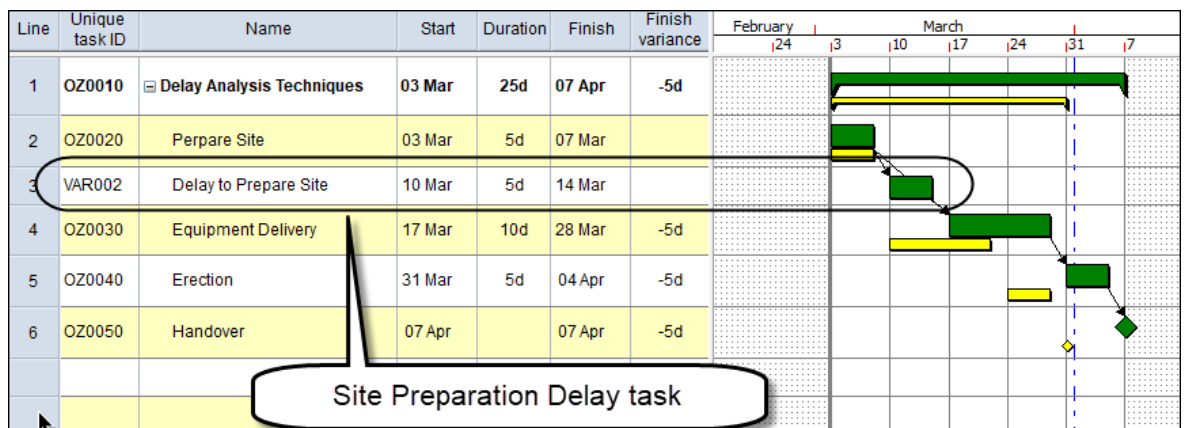 Line Unique task ID Name Start Duration Finish Finish variance February March
24 3 10 17 24 31 7
1 OZ0010 Delay Analysis Techniques 03 Mar 25d 07 Apr -5d
2 OZ0020 Perpare Site 03 Mar 5d 07 Mar
3 VAR002 Delay to Prepare Site 10 Mar 5d 14 Mar
4 OZ0030 Equipment Delivery 17 Mar 10d 28 Mar -5d
5 OZ0040 Erection 31 Mar 5d 04 Apr -5d
6 OZ0050 Handover 07 Apr 07 Apr -5d
Site Preparation Delay task